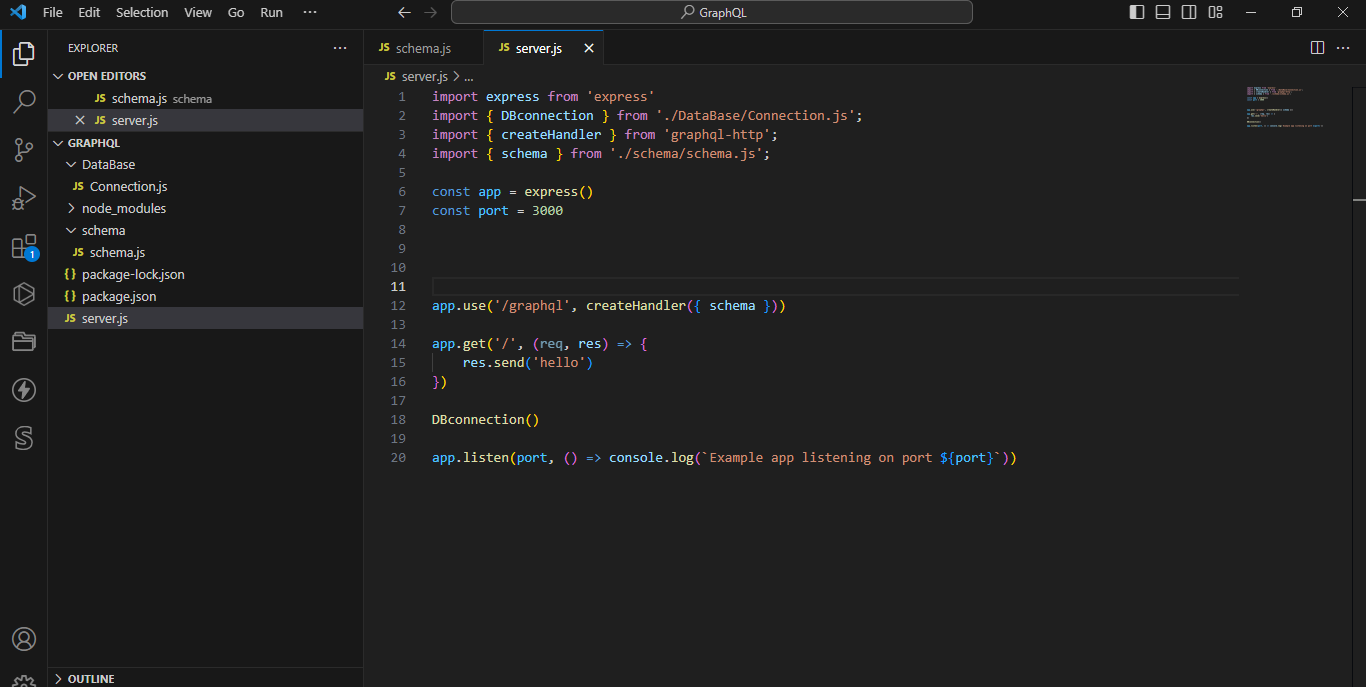 File Edit Selection View Go Run ···
GraphQL
EXPLORER ···
OPEN EDITORS
JS schema.js schema
JS server.js
GRAPHQL
DataBase
JS Connection.js
node_modules
schema
JS schema.js
{} package-lock.json
{} package.json
JS server.js
OUTLINE
1
JS schema.js
JS server.js
JS server.js > ...
1 import express from 'express'
2 import { DBconnection } from './DataBase/Connection.js';
3 import { createHandler } from 'graphql-http';
4 import { schema } from './schema/schema.js';
5
6 const app = express()
7 const port = 3000
8
9
10
11
12 app.use('/graphql', createHandler({ schema }))
13
14 app.get('/', (req, res) => {
15     res.send('hello')
16 })
17
18 DBconnection()
19
20 app.listen(port, () => console.log(`Example app listening on port ${port}`))